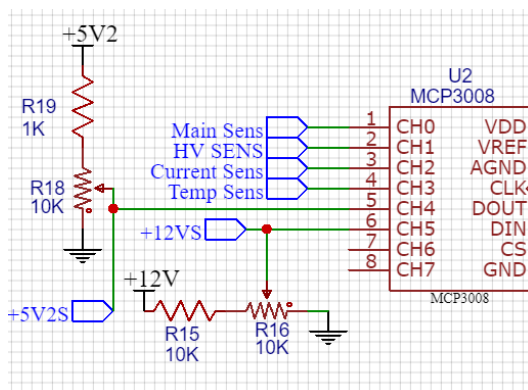 +5V2
R19
1K
R18
10K
+5V2S
Main Sens
HV SENS
Current Sens
Temp Sens
+12VS
+12V
R15
10K
R16
10K
U2
MCP3008
1 CH0 VDD
2 CH1 VREF
3 CH2 AGND
4 CH3 CLK
5 CH4 DOUT
6 CH5 DIN
7 CH6 CS
8 CH7 GND
MCP3008